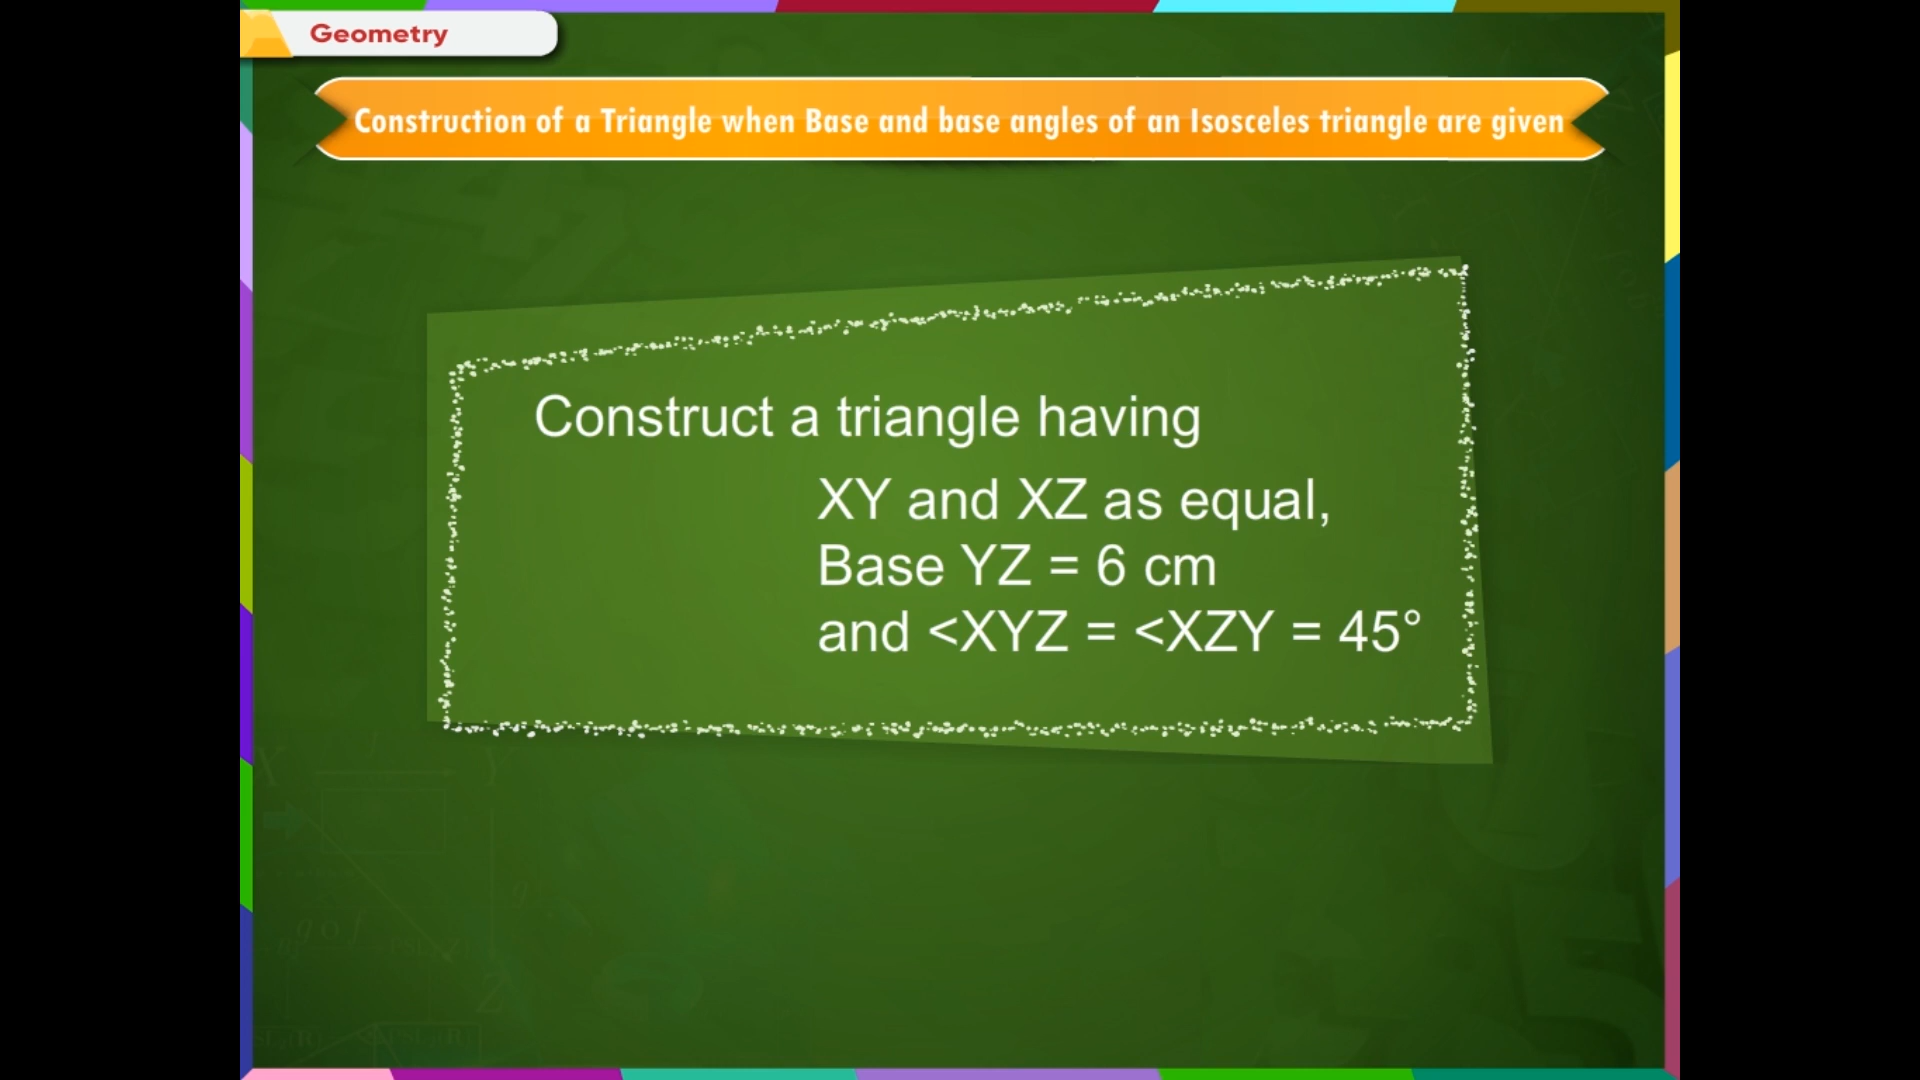 Geometry
Construction of a Triangle when Base and base angles of an Isosceles triangle are given
Construct a triangle having
XY and XZ as equal,
Base YZ = 6 cm
and <XYZ = <XZY = 45°